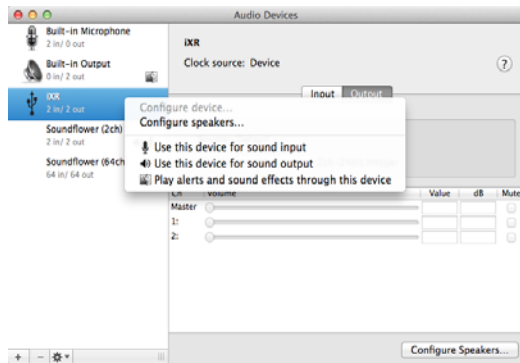 Audio Devices
Built-in Microphone
2 in/ 0 out
Built-in Output
0 in/ 2 out
iXR
2 in/ 2 out
Soundflower (2ch)
2 in/ 2 out
Soundflower (64ch
64 in/ 64 out
iXR
Clock source: Device
?
Input Output
Configure device...
Configure speakers...
Use this device for sound input
Use this device for sound output
Play alerts and sound effects through this device
Ch Volume Value dB Mute
Master
1:
2:
Configure Speakers...